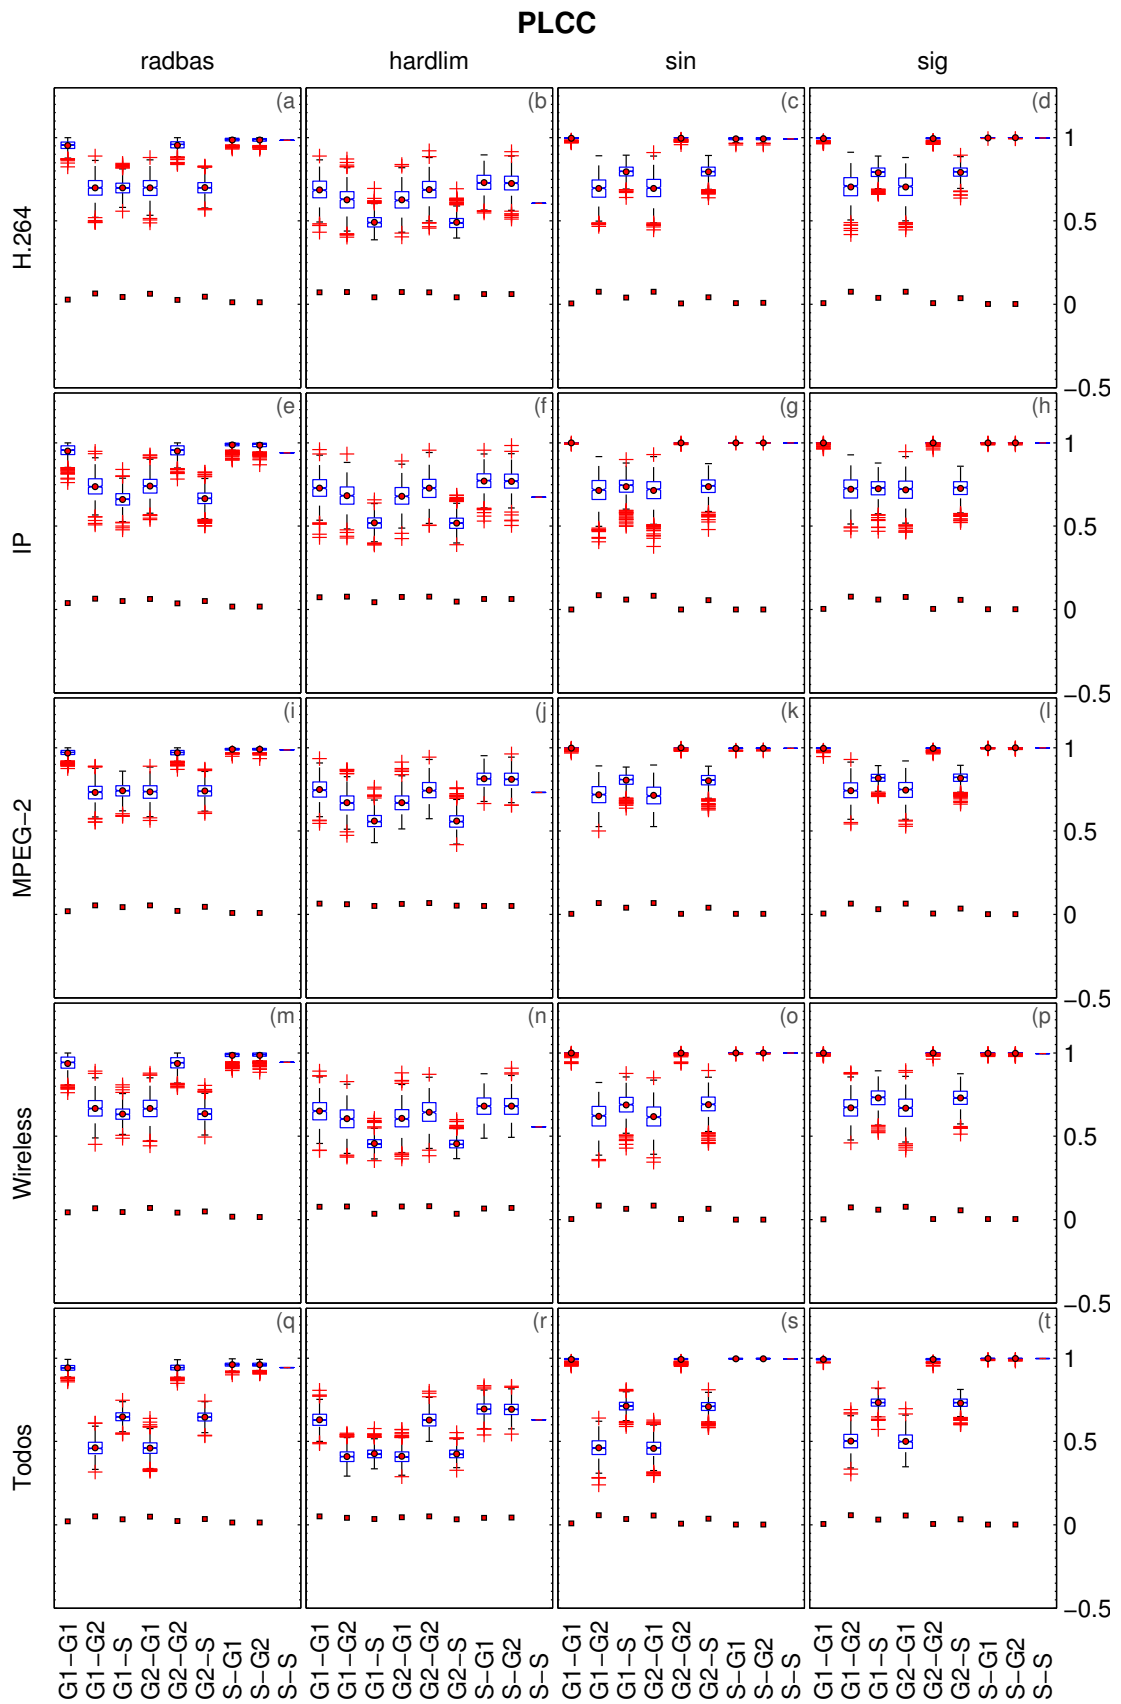 PLCC
radbas hardlim sin sig
H.264
(a (b (c (d
1
0.5
0
−0.5
IP
(e (f (g (h
1
0.5
0
−0.5
MPEG−2
(i (j (k (l
1
0.5
0
−0.5
Wireless
(m (n (o (p
1
0.5
0
−0.5
Todos
(q (r (s (t
1
0.5
0
−0.5
G1−G1 G1−G2 G1−S G2−G1 G2−G2 G2−S S−G1 S−G2 S−S G1−G1 G1−G2 G1−S G2−G1 G2−G2 G2−S S−G1 S−G2 S−S G1−G1 G1−G2 G1−S G2−G1 G2−G2 G2−S S−G1 S−G2 S−S G1−G1 G1−G2 G1−S G2−G1 G2−G2 G2−S S−G1 S−G2 S−S